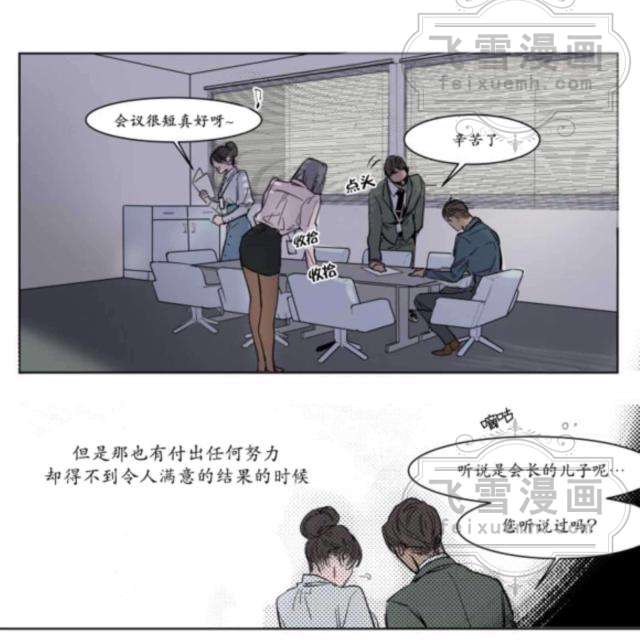 飞雪漫画
feixuemh.com
会议很短真好呀~
辛苦了
点头
收拾
收拾
嘀咕
但是那也有付出任何努力
却得不到令人满意的结果的时候
听说是会长的儿子呢…
飞雪漫画
feixuemh.com
您听说过吗?